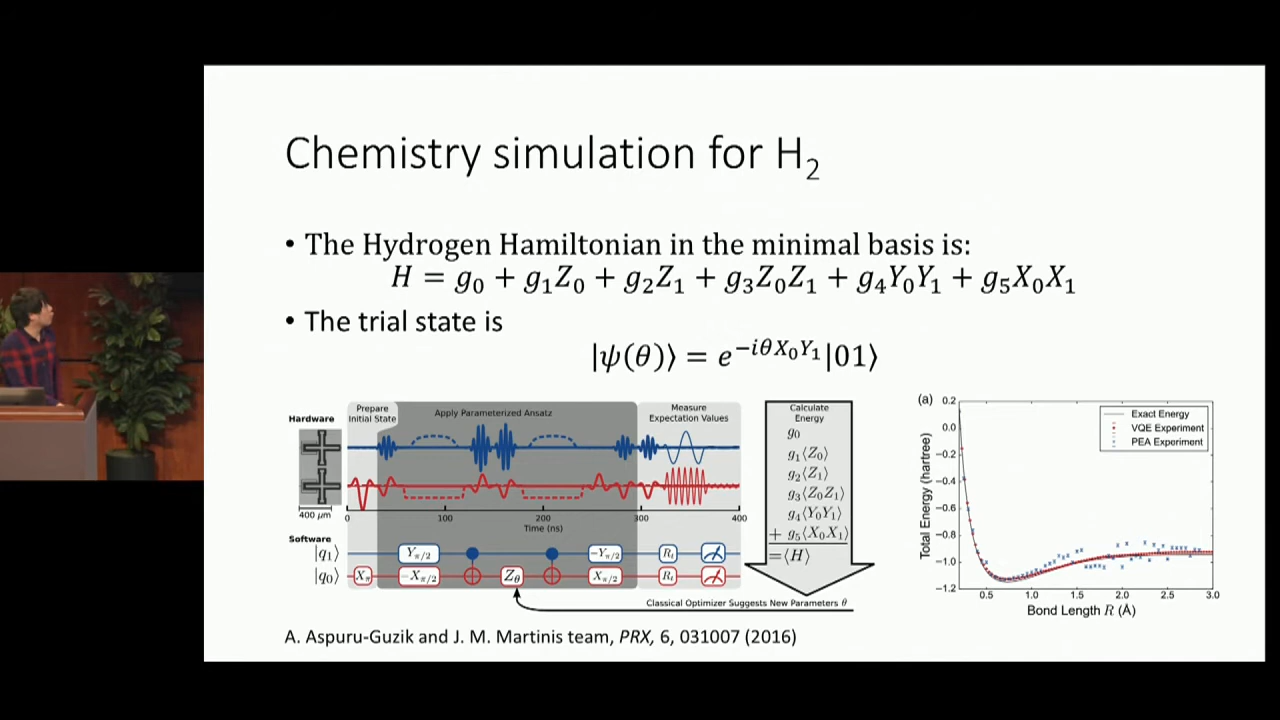 Chemistry simulation for H₂
• The Hydrogen Hamiltonian in the minimal basis is:
H = g₀ + g₁Z₀ + g₂Z₁ + g₃Z₀Z₁ + g₄Y₀Y₁ + g₅X₀X₁
• The trial state is
|ψ(θ)⟩ = e^{−iθX₀Y₁}|01⟩
Hardware
Prepare
Initial State
Apply Parameterized Ansatz
Measure
Expectation Values
400 μm
0 100 200 300 400
Time (ns)
Software
|q₁⟩ Y_{π/2} −Y_{π/2} R_t
|q₀⟩ X_π −X_{π/2} Z_θ X_{π/2} R_t
Calculate
Energy
g₀
g₁⟨Z₀⟩
g₂⟨Z₁⟩
g₃⟨Z₀Z₁⟩
g₄⟨Y₀Y₁⟩
+ g₅⟨X₀X₁⟩
=⟨H⟩
Classical Optimizer Suggests New Parameters θ
(a)
Exact Energy
VQE Experiment
PEA Experiment
Total Energy (hartree)
0.2
0.0
−0.2
−0.4
−0.6
−0.8
−1.0
−1.2
0.5 1.0 1.5 2.0 2.5 3.0
Bond Length R (Å)
A. Aspuru-Guzik and J. M. Martinis team, PRX, 6, 031007 (2016)